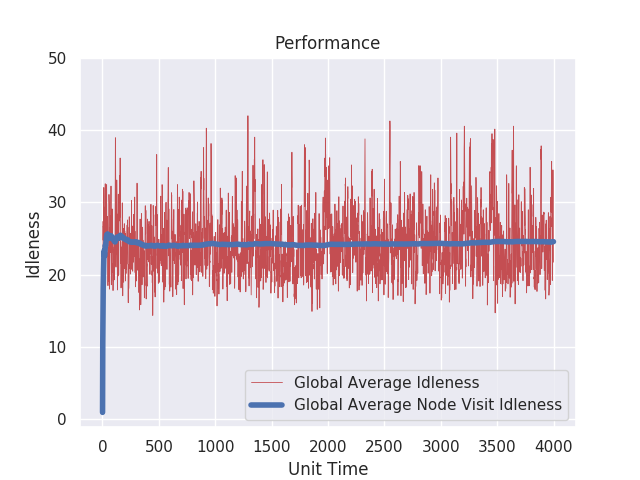 Performance
50
40
30
20
10
0
Idleness
0 500 1000 1500 2000 2500 3000 3500 4000
Unit Time
Global Average Idleness
Global Average Node Visit Idleness